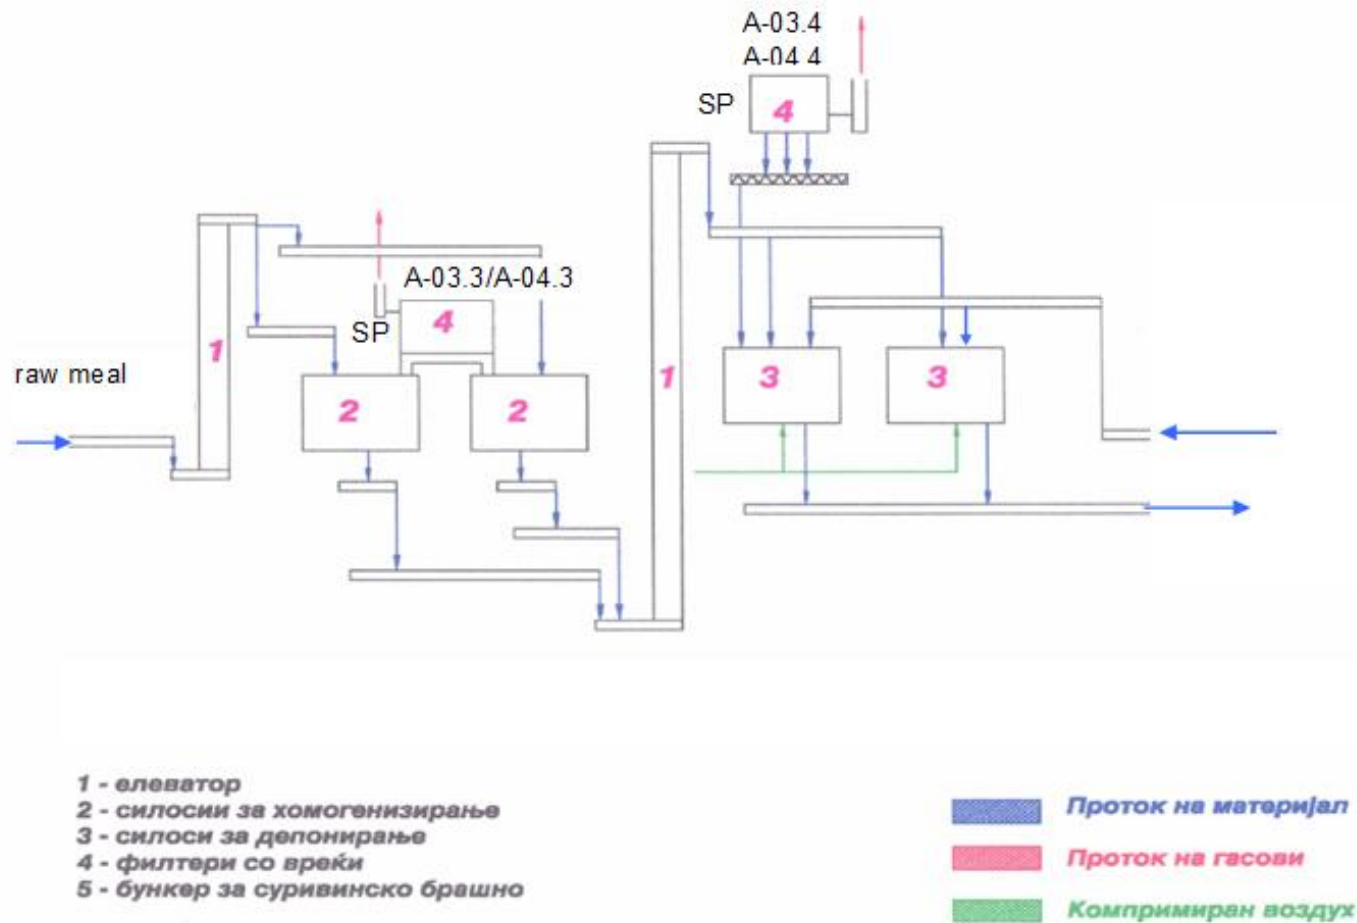 A-03.4
A-04.4
SP
4
A-03.3/A-04.3
4
SP
1
raw meal
2
2
1
3
3
1 - елеватор
2 - силосии за хомогенизирање
3 - силоси за депонирање
4 - филтери со вреќи
5 - бункер за суривинско брашно
Проток на материјал
Проток на гасови
Компримиран воздух